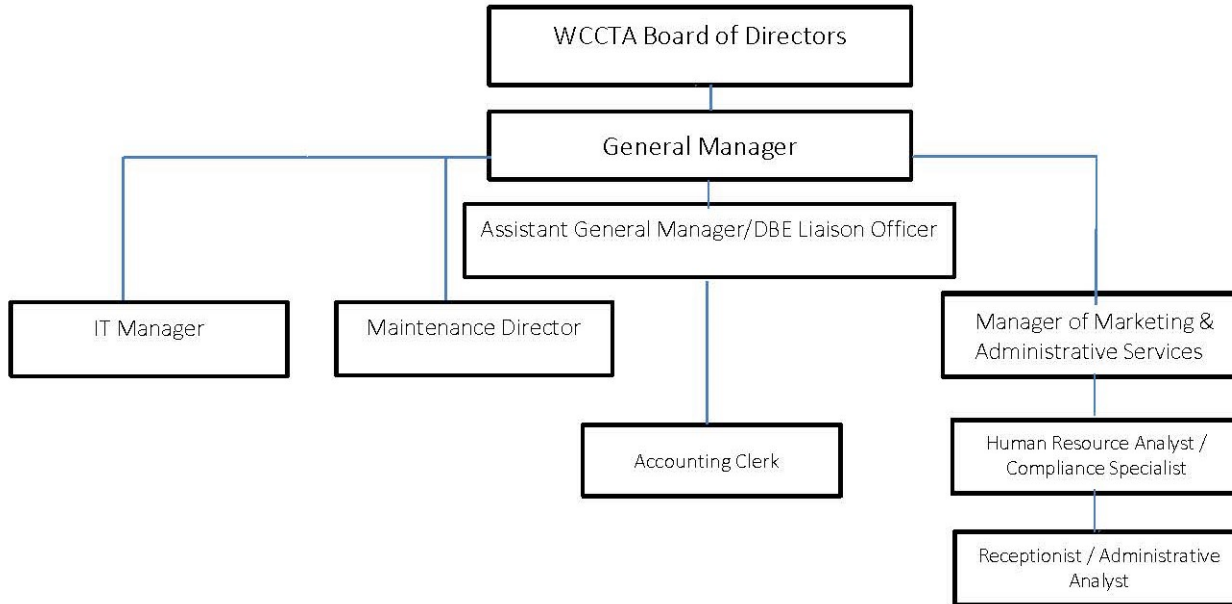 WCCTA Board of Directors
General Manager
Assistant General Manager/DBE Liaison Officer
IT Manager
Maintenance Director
Manager of Marketing &
Administrative Services
Accounting Clerk
Human Resource Analyst /
Compliance Specialist
Receptionist / Administrative
Analyst